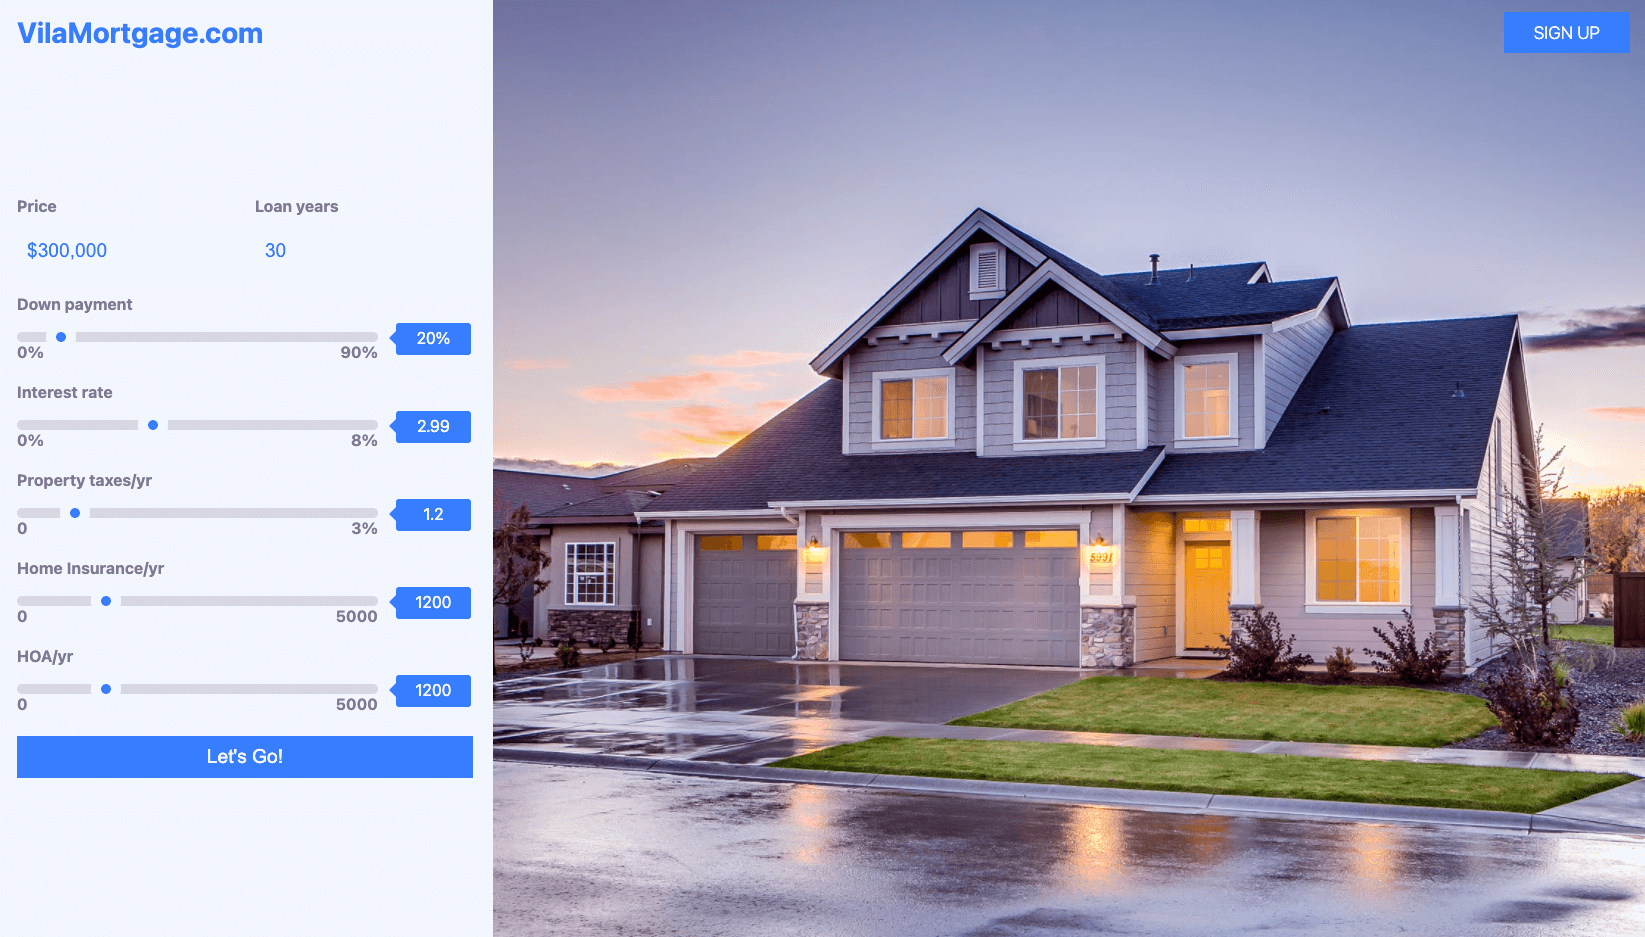 VilaMortgage.com
SIGN UP
Price
Loan years
$300,000
30
Down payment
20%
0%
90%
Interest rate
2.99
0%
8%
Property taxes/yr
1.2
0
3%
Home Insurance/yr
1200
0
5000
HOA/yr
1200
0
5000
Let's Go!
5991